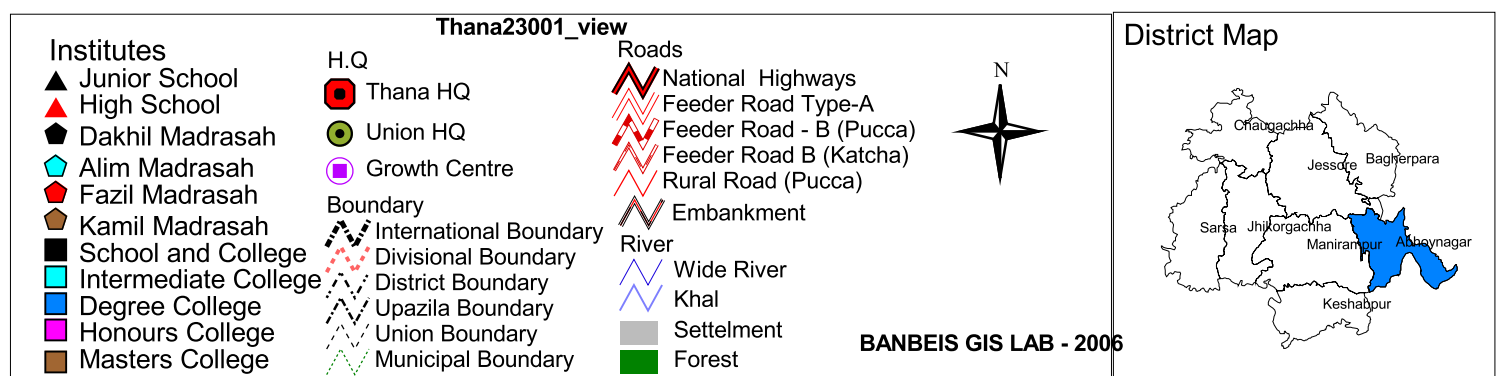 Thana23001_view
Institutes
Junior School
High School
Dakhil Madrasah
Alim Madrasah
Fazil Madrasah
Kamil Madrasah
School and College
Intermediate College
Degree College
Honours College
Masters College
H.Q
Thana HQ
Union HQ
Growth Centre
Boundary
International Boundary
Divisional Boundary
District Boundary
Upazila Boundary
Union Boundary
Municipal Boundary
Roads
National Highways
Feeder Road Type-A
Feeder Road - B (Pucca)
Feeder Road B (Katcha)
Rural Road (Pucca)
Embankment
River
Wide River
Khal
Settelment
Forest
N
BANBEIS GIS LAB - 2006
District Map
Chaugachha
Jessore
Bagherpara
Sarsa
Jhikorgachha
Manirampur
Abhoynagar
Keshabpur